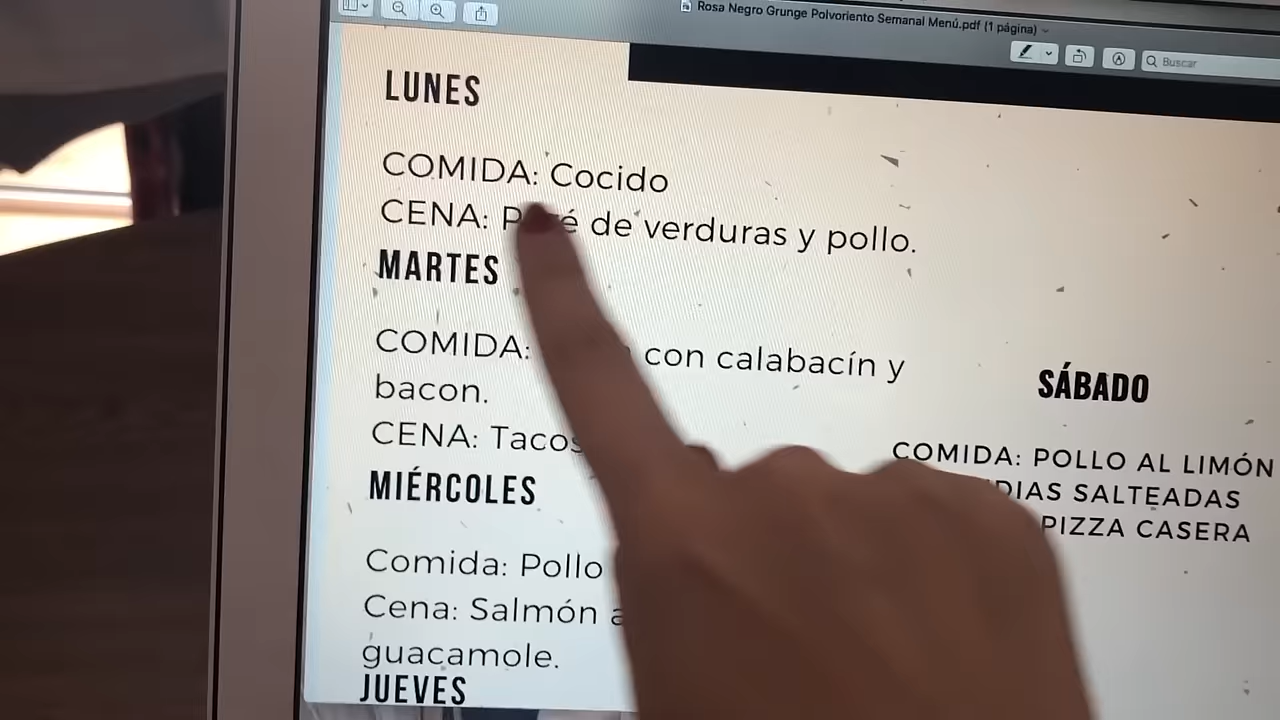 Rosa Negro Grunge Polvoriento Semanal Menú.pdf (1 página)
Buscar
LUNES
COMIDA: Cocido
CENA: de verduras y pollo.
MARTES
COMIDA: con calabacín y
bacon.
CENA: Tacos
MIÉRCOLES
Comida: Pollo
Cena: Salmón
guacamole.
JUEVES
SÁBADO
COMIDA: POLLO AL LIMÓN
SALTEADAS
PIZZA CASERA